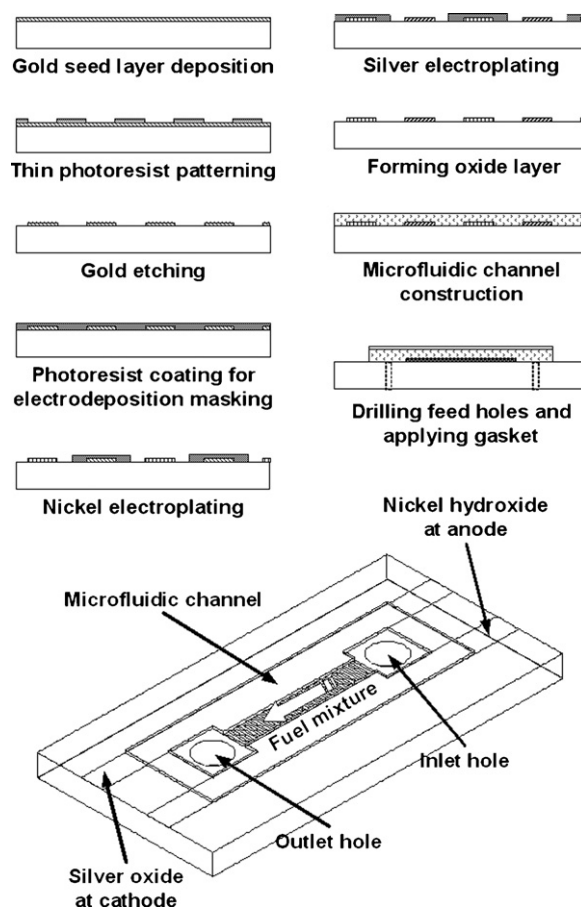 Gold seed layer deposition
Thin photoresist patterning
Gold etching
Photoresist coating for
electrodeposition masking
Nickel electroplating
Silver electroplating
Forming oxide layer
Microfluidic channel
construction
Drilling feed holes and
applying gasket
Nickel hydroxide
at anode
Microfluidic channel
Fuel mixture
Inlet hole
Outlet hole
Silver oxide
at cathode